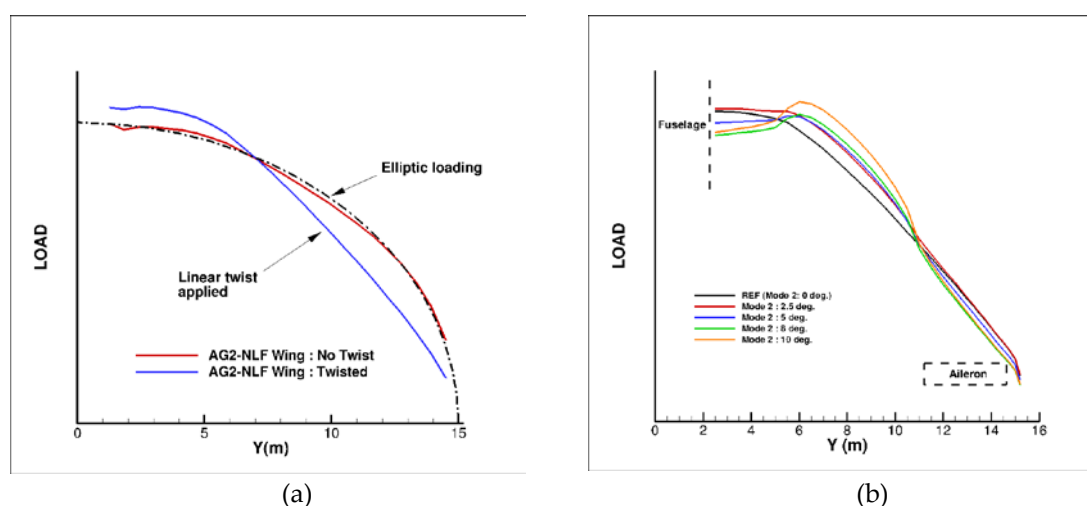 LOAD
Elliptic loading
Linear twist
applied
AG2-NLF Wing : No Twist
AG2-NLF Wing : Twisted
0 5 10 15
Y(m)
(a)
LOAD
Fuselage
REF (Mode 2: 0 deg.)
Mode 2 : 2.5 deg.
Mode 2 : 5 deg.
Mode 2 : 8 deg.
Mode 2 : 10 deg.
Aileron
0 2 4 6 8 10 12 14 16
Y (m)
(b)